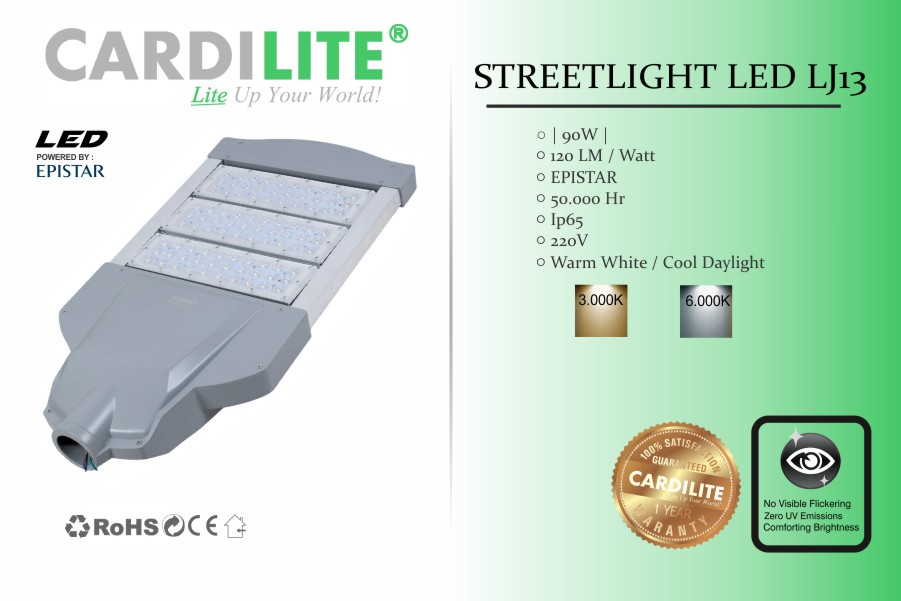 CARDILITE®
Lite Up Your World!
LED
POWERED BY :
EPISTAR
RoHS CE
STREETLIGHT LED LJ13
| 90W |
120 LM / Watt
EPISTAR
50.000 Hr
Ip65
220V
Warm White / Cool Daylight
3.000K
6.000K
100% SATISFACTION
GUARANTEED
CARDILITE
Lite Up Your World!
1 YEAR
WARANTY
No Visible Flickering
Zero UV Emissions
Comforting Brightness